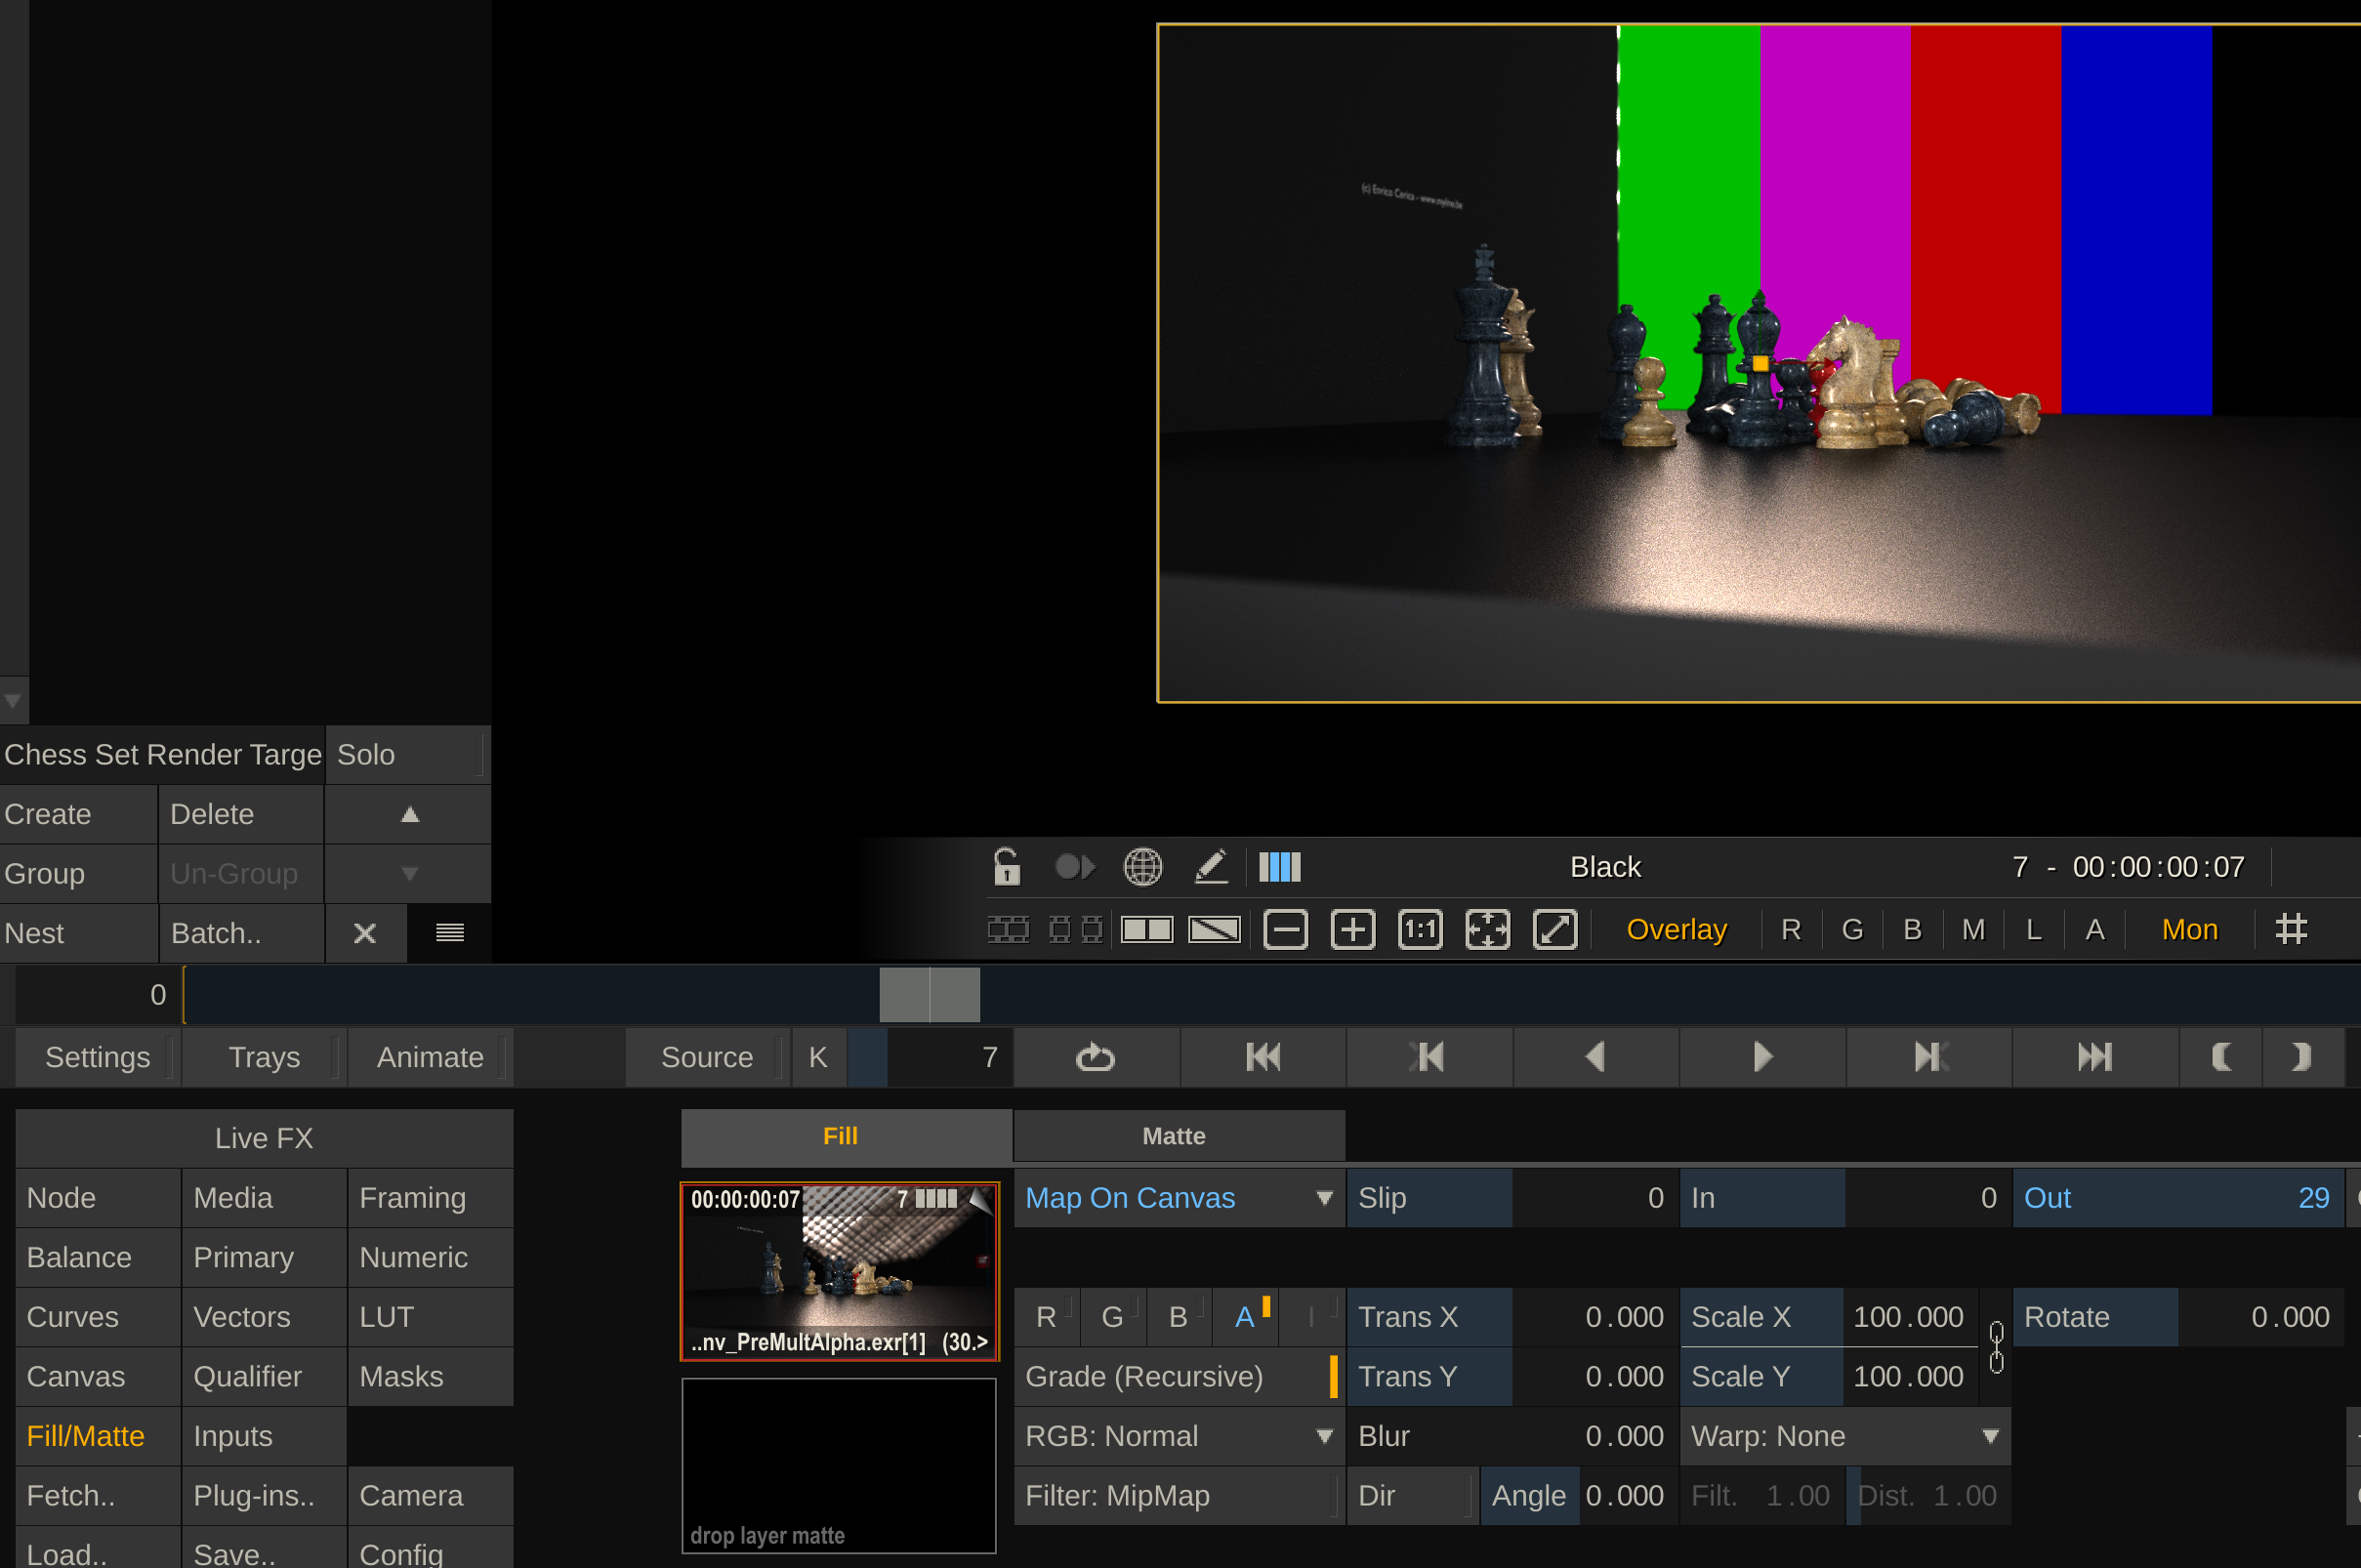 (c) Enrico Cerica - www.myline.be
Chess Set Render Targe Solo
Create Delete
Group Un-Group
Nest Batch..
Black 7 - 00:00:00:07
1:1 Overlay R G B M L A Mon
0
Settings Trays Animate Source K 7
Live FX
Node Media Framing
Balance Primary Numeric
Curves Vectors LUT
Canvas Qualifier Masks
Fill/Matte Inputs
Fetch.. Plug-ins.. Camera
Load.. Save.. Config
Fill Matte
00:00:00:07 7
..nv_PreMultAlpha.exr[1] (30.>
drop layer matte
Map On Canvas Slip 0 In 0 Out 29
R G B A I Trans X 0.000 Scale X 100.000 Rotate 0.000
Grade (Recursive) Trans Y 0.000 Scale Y 100.000
RGB: Normal Blur 0.000 Warp: None
Filter: MipMap Dir Angle 0.000 Filt. 1.00 Dist. 1.00